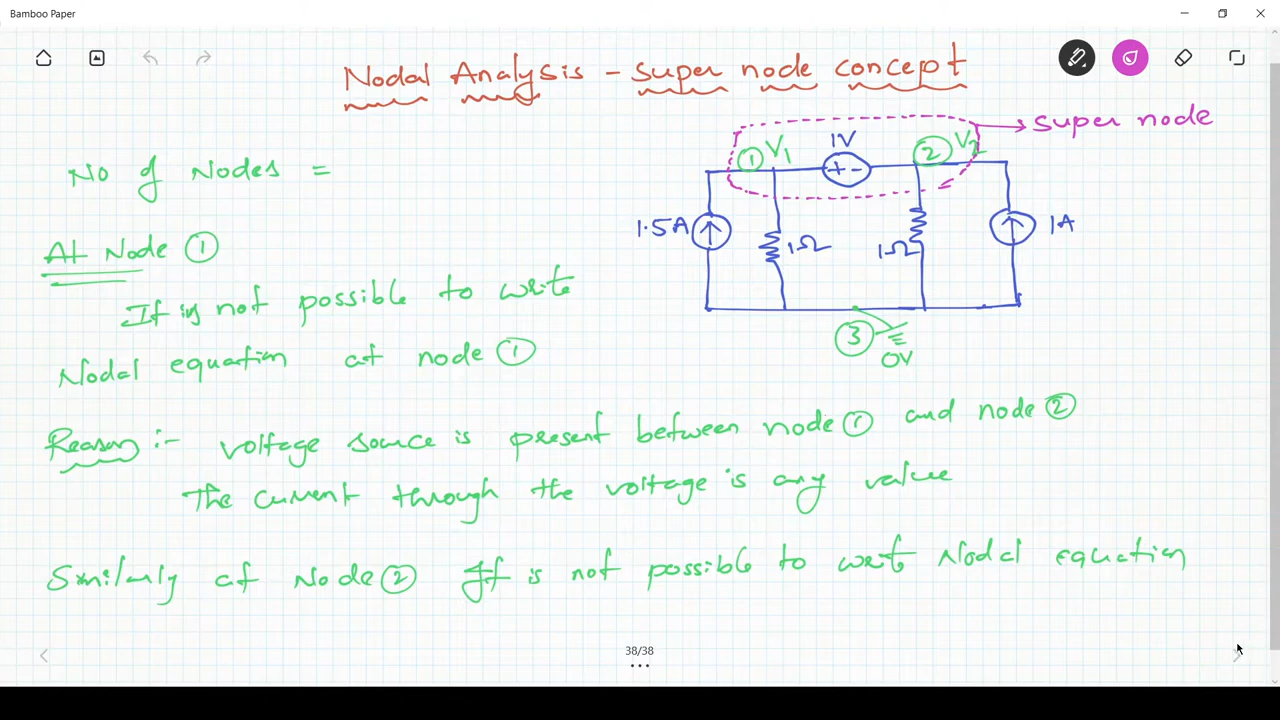 Bamboo Paper
Nodal Analysis - super node concept
super node
No of Nodes =
① V1
1V
+ -
② V2
1.5A
1Ω
1Ω
1A
At Node ①
It is not possible to write
③
0V
Nodal equation at node ①
Reason :- voltage source is present between node ① and node ②
The current through the voltage is any value
Similarly at Node ② It is not possible to write Nodal equation
38/38